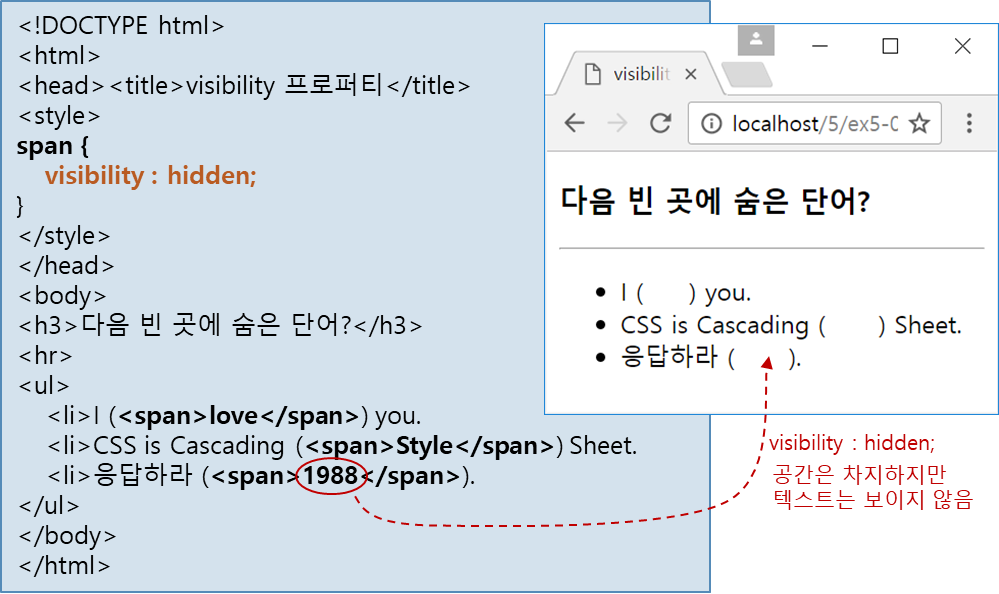 <!DOCTYPE html>
<html>
<head><title>visibility 프로퍼티</title>
<style>
span {
visibility : hidden;
}
</style>
</head>
<body>
<h3>다음 빈 곳에 숨은 단어?</h3>
<hr>
<ul>
<li>I (<span>love</span>) you.
<li>CSS is Cascading (<span>Style</span>) Sheet.
<li>응답하라 (<span>1988</span>).
</ul>
</body>
</html>
visibilit
localhost/5/ex5-0
다음 빈 곳에 숨은 단어?
• I (      ) you.
• CSS is Cascading (       ) Sheet.
• 응답하라 (       ).
visibility : hidden;
공간은 차지하지만
텍스트는 보이지 않음